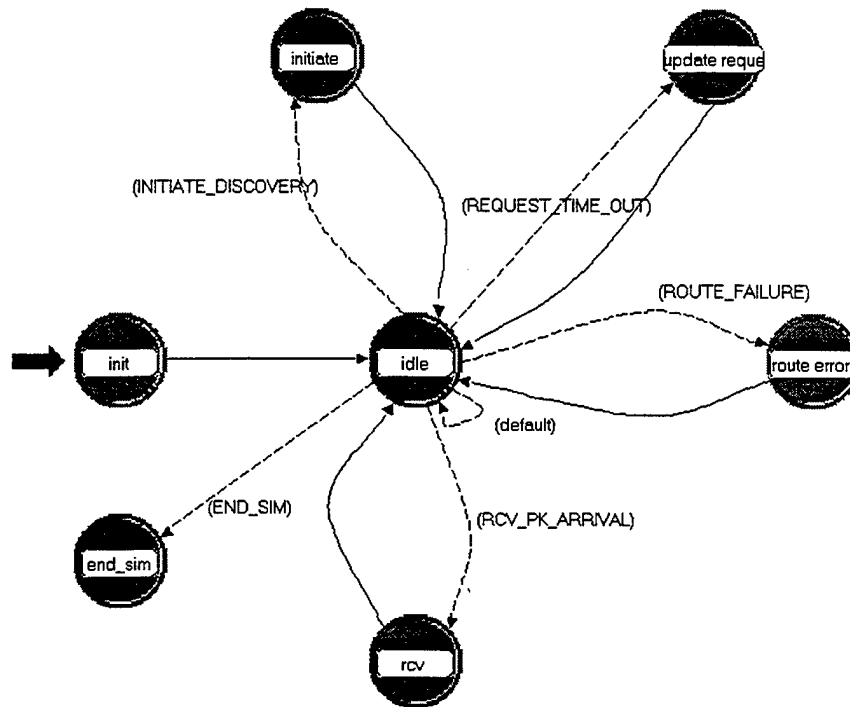 initiate
update reque
(INITIATE_DISCOVERY)
(REQUEST_TIME_OUT)
(ROUTE_FAILURE)
init
idle
route error
(default)
(END_SIM)
(RCV_PK_ARRIVAL)
end_sim
rcv